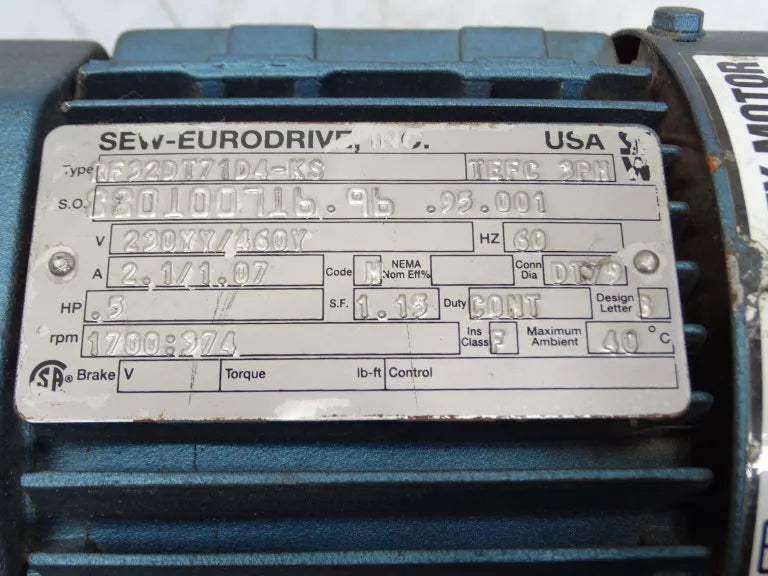 SEW-EURODRIVE, INC. USA
Type RF32DT71D4-KS TEFC 3PH
S.O. 880100716.96 .95.001
V 230YY/460Y HZ 60
A 2.1/1.07 Code NEMA Nom Eff% Conn Dia DT79
HP .5 S.F. 1.15 Duty CONT Design Letter B
rpm 1700:374 Ins Class F Maximum Ambient 40 °C
SA® Brake V Torque lb-ft Control
MOTOR